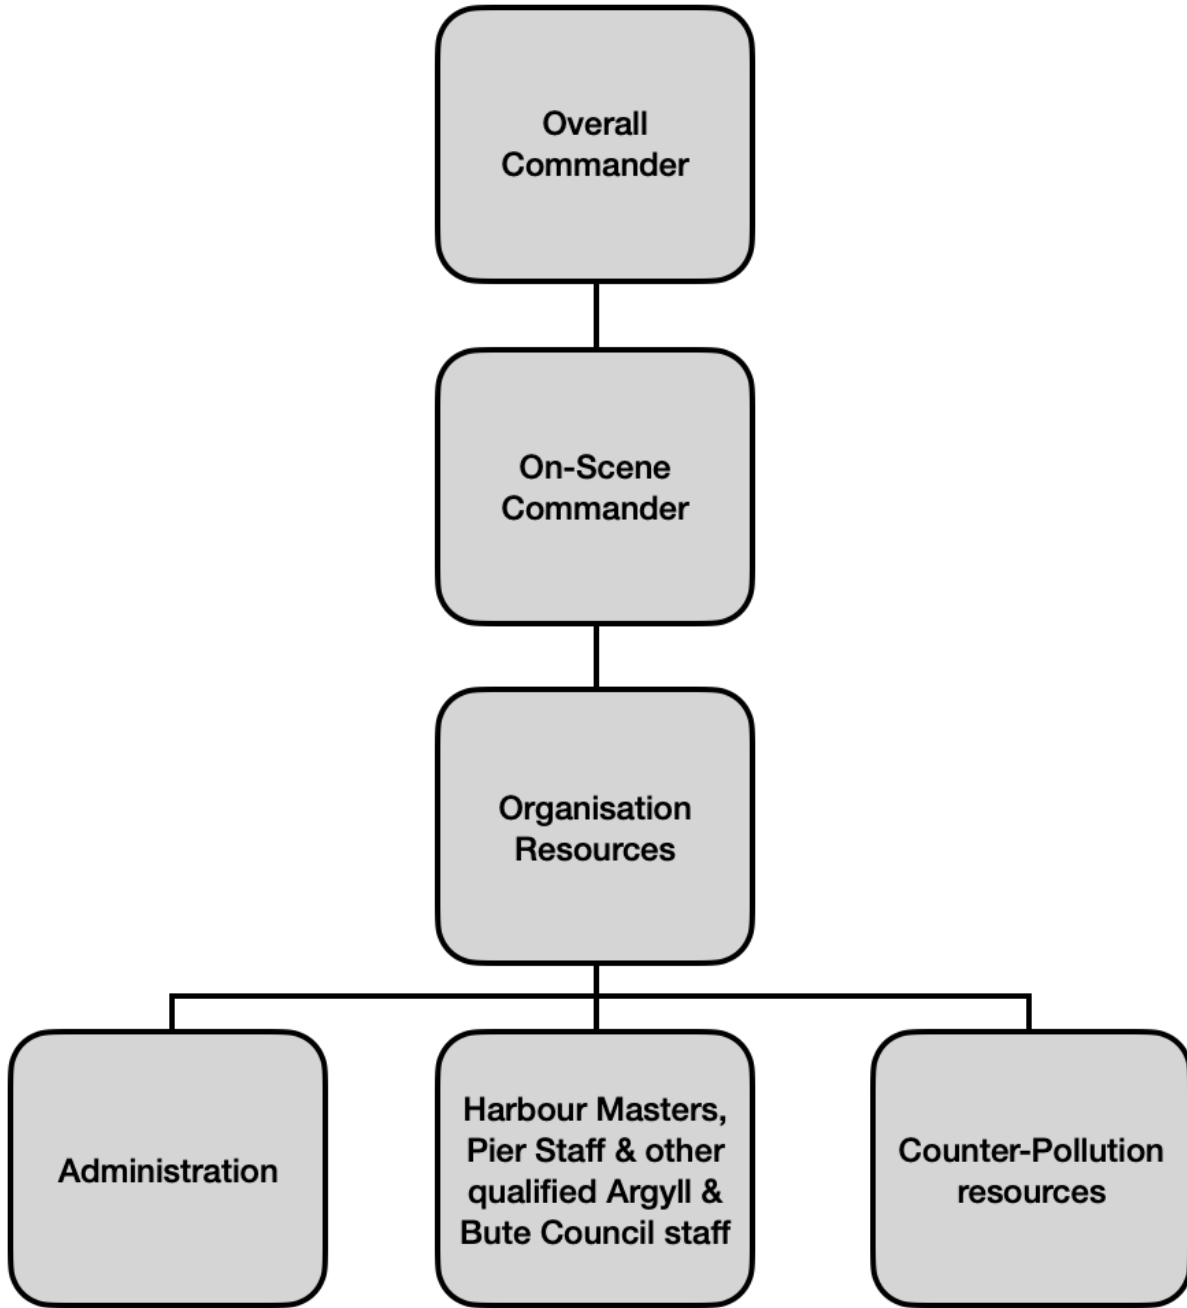 Overall
Commander
On-Scene
Commander
Organisation
Resources
Administration
Harbour Masters,
Pier Staff & other
qualified Argyll &
Bute Council staff
Counter-Pollution
resources